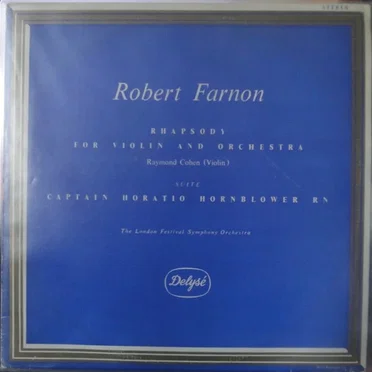 STEREO
Robert Farnon
RHAPSODY
FOR VIOLIN AND ORCHESTRA
Raymond Cohen (Violin)
SUITE
CAPTAIN HORATIO HORNBLOWER RN
The London Festival Symphony Orchestra
Delysé